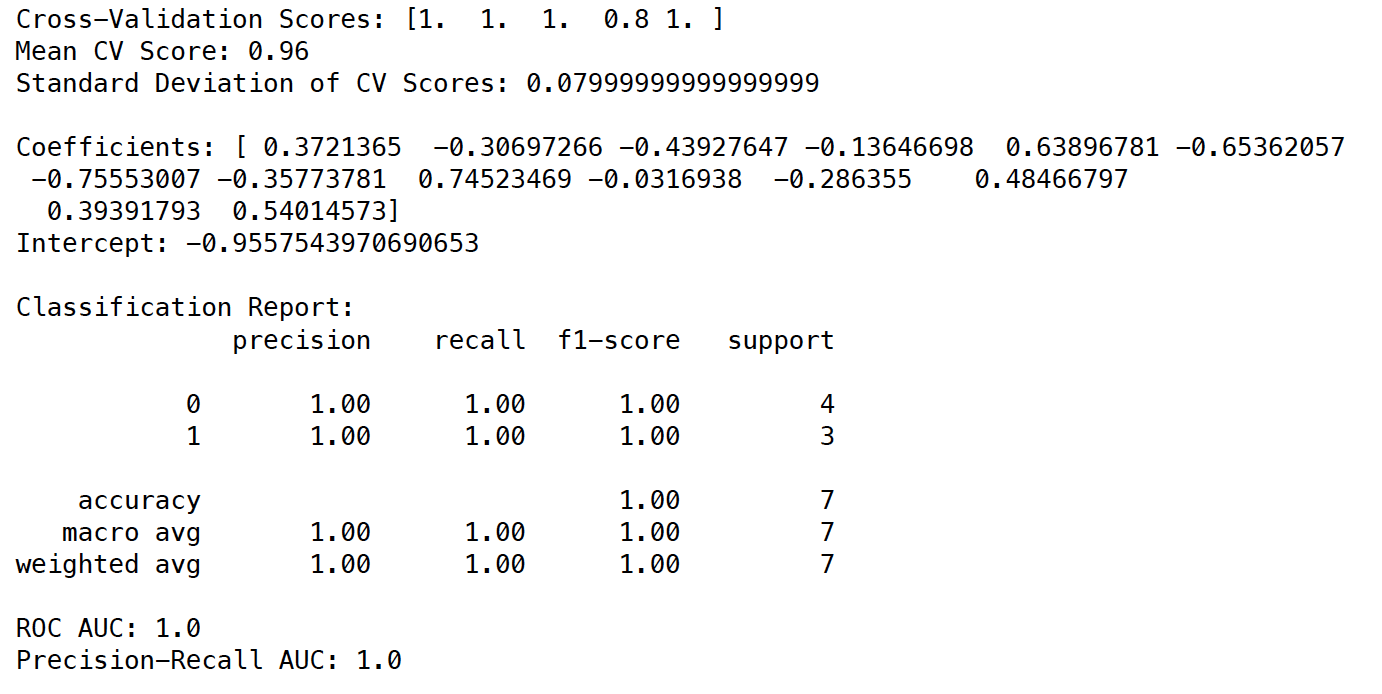 Cross-Validation Scores: [1.  1.  1.  0.8 1. ]
Mean CV Score: 0.96
Standard Deviation of CV Scores: 0.07999999999999999
Coefficients: [ 0.3721365  -0.30697266 -0.43927647 -0.13646698  0.63896781 -0.65362057
 -0.75553007 -0.35773781  0.74523469 -0.0316938  -0.286355    0.48466797
  0.39391793  0.54014573]
Intercept: -0.9557543970690653
Classification Report:
              precision    recall  f1-score   support
           0       1.00      1.00      1.00         4
           1       1.00      1.00      1.00         3
    accuracy                           1.00         7
   macro avg       1.00      1.00      1.00         7
weighted avg       1.00      1.00      1.00         7
ROC AUC: 1.0
Precision-Recall AUC: 1.0